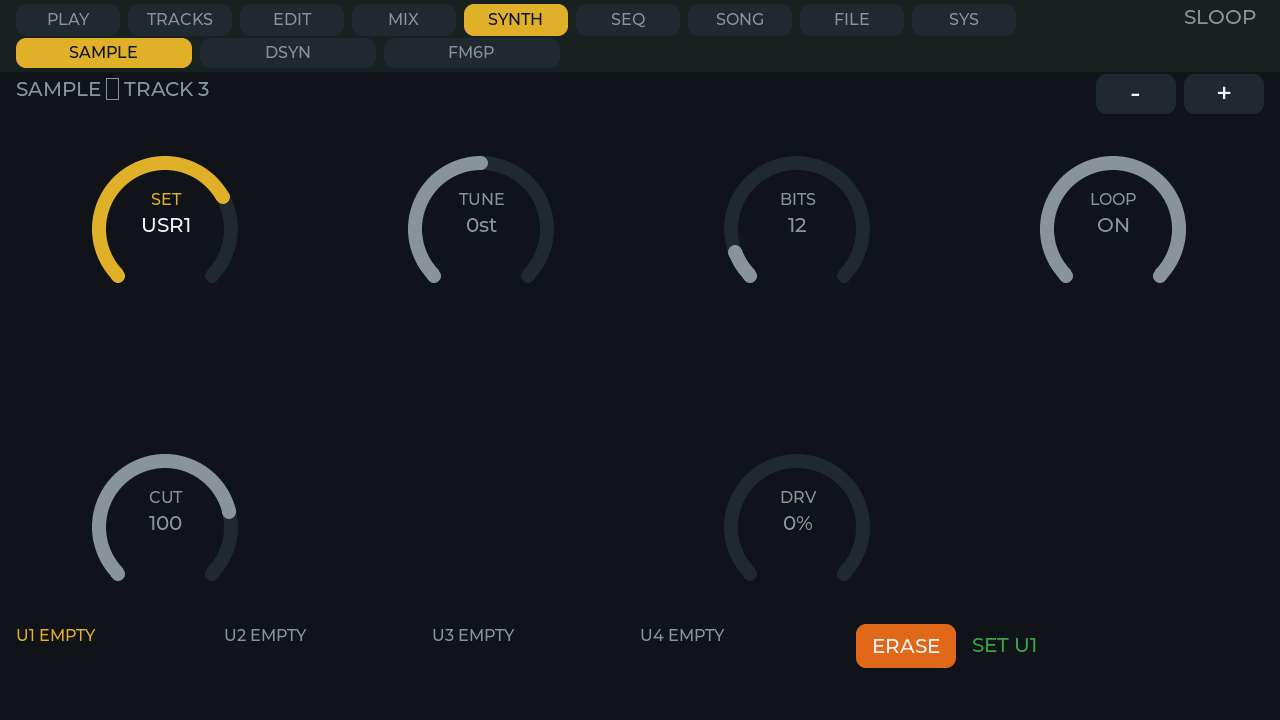 PLAY TRACKS EDIT MIX SYNTH SEQ SONG FILE SYS SLOOP
SAMPLE DSYN FM6P
SAMPLE TRACK 3 - +
SET TUNE BITS LOOP
USR1 0st 12 ON
CUT DRV
100 0%
U1 EMPTY U2 EMPTY U3 EMPTY U4 EMPTY ERASE SET U1